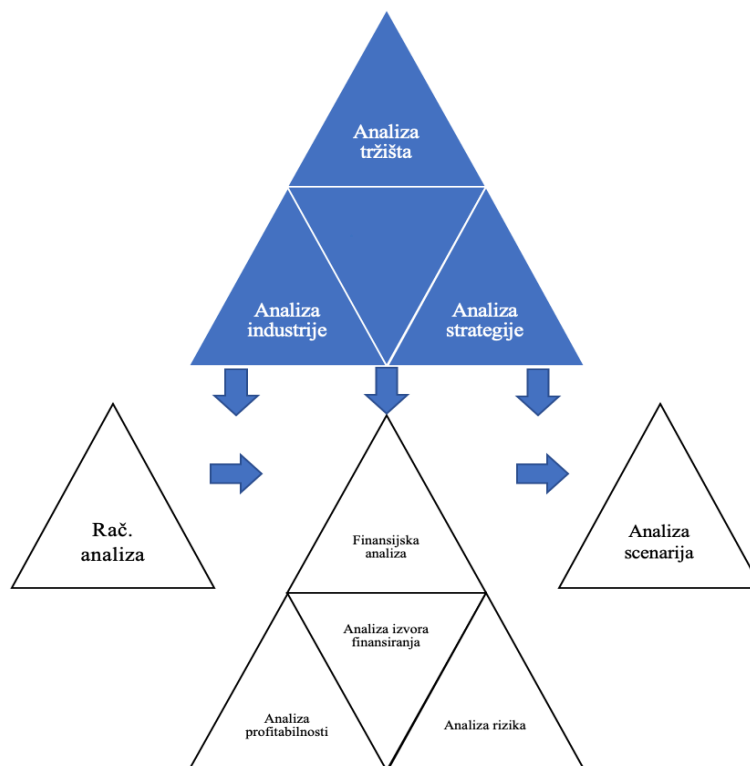 Analiza
tržišta
Analiza
industrije
Analiza
strategije
Rač.
analiza
Finansijska
analiza
Analiza
scenarija
Analiza izvora
finansiranja
Analiza
profitabilnosti
Analiza rizika